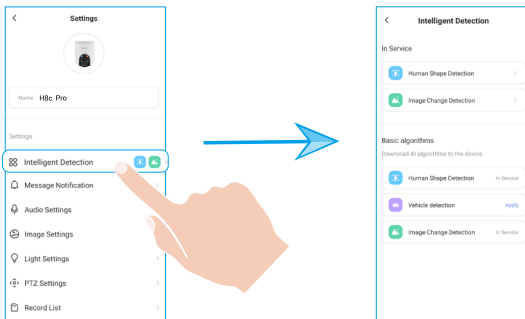 Settings
Name H8c Pro
Settings
Intelligent Detection
Message Notification
Audio Settings
Image Settings
Light Settings
PTZ Settings
Record List
Intelligent Detection
In Service
Human Shape Detection
Image Change Detection
Basic algorithms
Download AI algorithms to the device
Human Shape Detection In Service
Vehicle detection Apply
Image Change Detection In Service